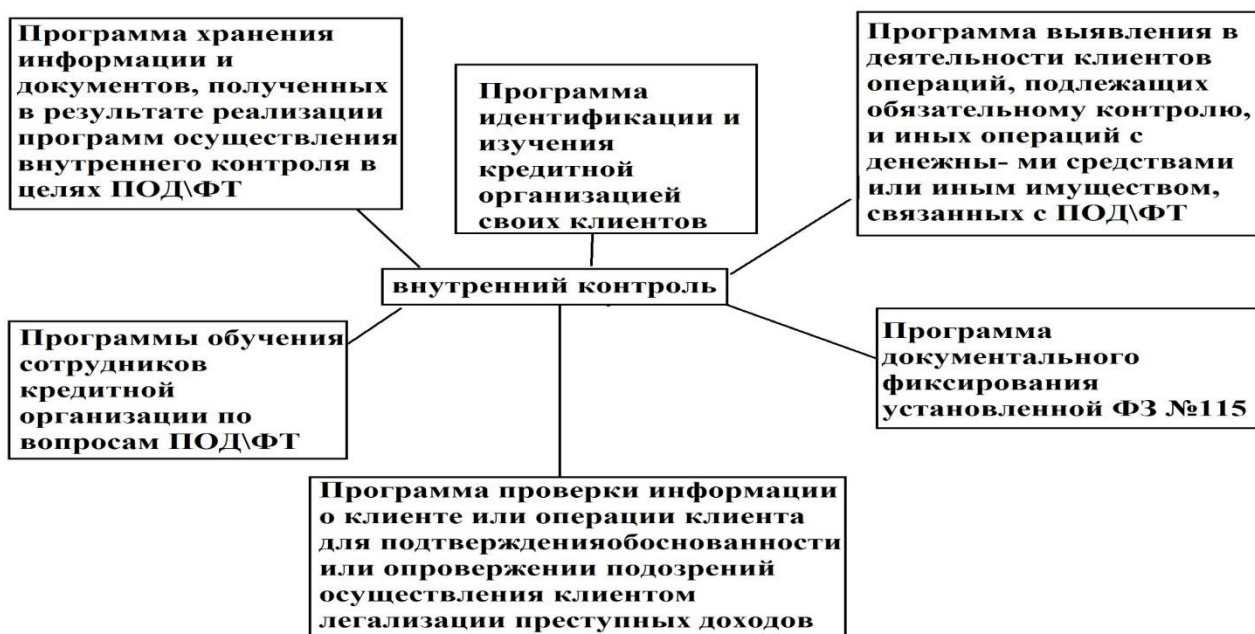 Программа хранения
информации и
документов, полученных
в результате реализации
программ осуществления
внутреннего контроля в
целях ПОД\ФТ
Программа
идентификации и
изучения
кредитной
организацией
своих клиентов
Программа выявления в
деятельности клиентов
операций, подлежащих
обязательному контролю,
и иных операций с
денежны- ми средствами
или иным имуществом,
связанных с ПОД\ФТ
внутренний контроль
Программы обучения
сотрудников
кредитной
организации по
вопросам ПОД\ФТ
Программа
документального
фиксирования
установленной ФЗ №115
Программа проверки информации
о клиенте или операции клиента
для подтвержденияобоснованности
или опровержении подозрений
осуществления клиентом
легализации преступных доходов